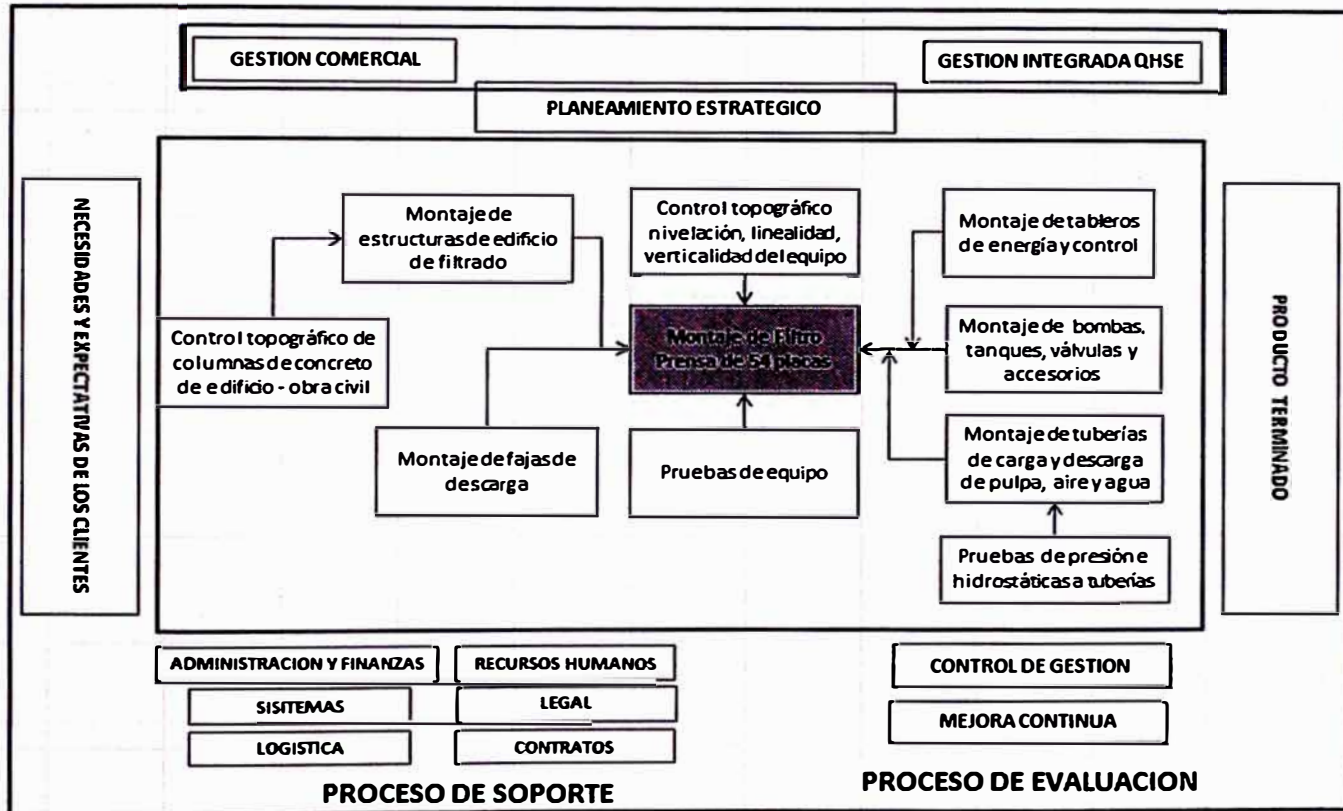 GESTION COMERCIAL
GESTION INTEGRADA QHSE
PLANEAMIENTO ESTRATEGICO
NECESIDADES Y EXPECTATIVAS DE LOS CLIENTES
Montaje de
estructuras de edificio
de filtrado
Control topográfico
nivelación, linealidad,
verticalidad del equipo
Montaje de tableros
de energía y control
Control topográfico de
columnas de concreto
de edificio - obra civil
Montaje de Filtro
Prensa de 54 placas
Montaje de bombas,
tanques, válvulas y
accesorios
Montaje de fajas de
descarga
Pruebas de equipo
Montaje de tuberías
de carga y descarga
de pulpa, aire y agua
Pruebas de presión e
hidrostáticas a tuberías
PRODUCTO TERMINADO
ADMINISTRACION Y FINANZAS
RECURSOS HUMANOS
SISITEMAS
LEGAL
LOGISTICA
CONTRATOS
PROCESO DE SOPORTE
CONTROL DE GESTION
MEJORA CONTINUA
PROCESO DE EVALUACION